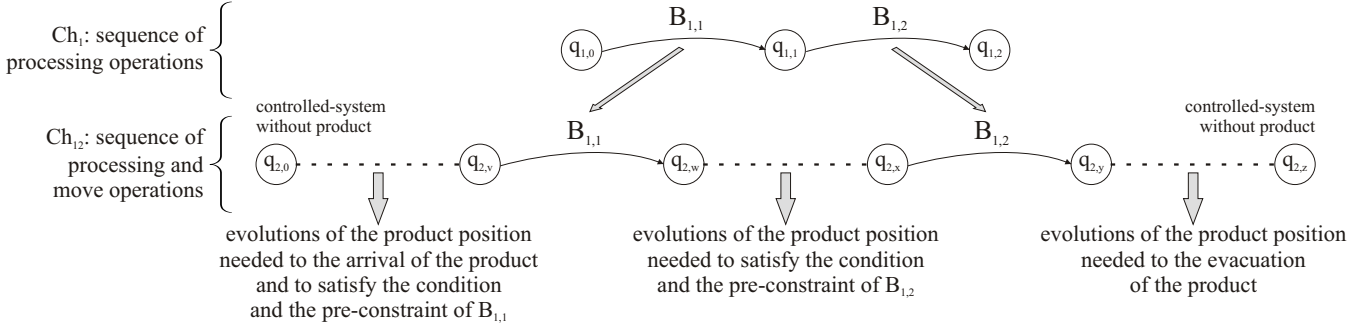 Ch1: sequence of
processing operations
B1,1
B1,2
q1,0
q1,1
q1,2
controlled-system
without product
controlled-system
without product
Ch12: sequence of
processing and
move operations
B1,1
B1,2
q2,0
q2,v
q2,w
q2,x
q2,y
q2,z
evolutions of the product position
needed to the arrival of the product
and to satisfy the condition
and the pre-constraint of B1,1
evolutions of the product position
needed to satisfy the condition
and the pre-constraint of B1,2
evolutions of the product position
needed to the evacuation
of the product